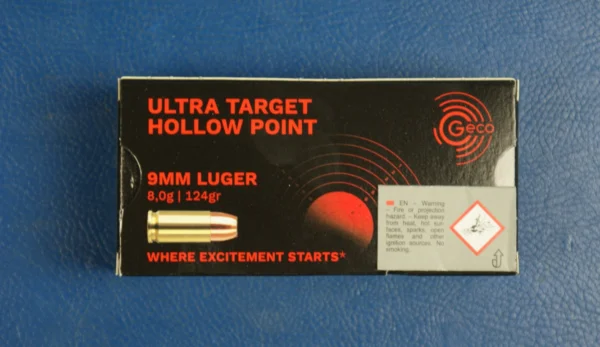 ULTRA TARGET
HOLLOW POINT
Geco
9MM LUGER
8,0g | 124gr
WHERE EXCITEMENT STARTS*
EN - Warning
- Fire or projection
hazard. - Keep away
from heat, hot sur-
faces, sparks, open
flames and other
ignition sources. No
smoking.